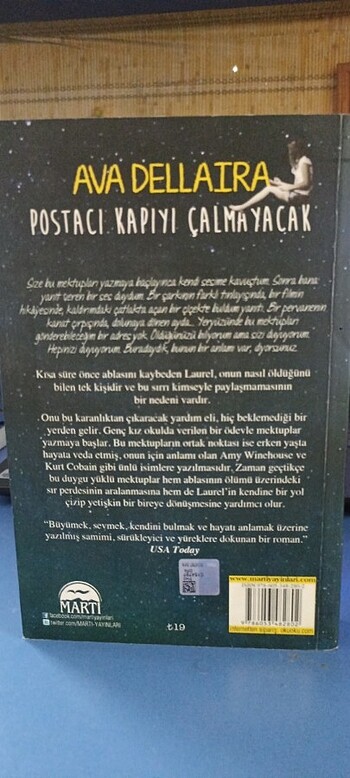 AVA DELLAIRA
POSTACI KAPIYI ÇALMAYACAK
Size bu mektupları yazmaya başlayınca kendi sesime kavuştum. Sonra bana
yanıt veren bir ses duydum. Bir şarkının farklı tınlayışında, bir filmin
hikâyesinde, kaldırımdaki çatlakta açan bir çiçekte buldum yanıtı. Bir pervanenin
kanat çırpışında, dolunaya dönen ayda... Yeryüzünde bu mektupları
gönderebileceğim bir adres yok. Öldüğünüzü biliyorum ama sizi duyuyorum.
Hepinizi duyuyorum. Buradaydık, bunun bir anlamı var, diyorsunuz.
Kısa süre önce ablasını kaybeden Laurel, onun nasıl öldüğünü
bilen tek kişidir ve bu sırrı kimseyle paylaşmamasının
bir nedeni vardır.
Onu bu karanlıktan çıkaracak yardım eli, hiç beklemediği bir
yerden gelir. Genç kız okulda verilen bir ödevle mektuplar
yazmaya başlar. Bu mektupların ortak noktası ise erken yaşta
hayata veda etmiş, onun için anlamı olan Amy Winehouse ve
Kurt Cobain gibi ünlü isimlere yazılmasıdır. Zaman geçtikçe
bu duygu yüklü mektuplar hem ablasının ölümü üzerindeki
sır perdesinin aralanmasına hem de Laurel'in kendine bir yol
çizip yetişkin bir bireye dönüşmesine yardımcı olur.
"Büyümek, sevmek, kendini bulmak ve hayatı anlamak üzerine
yazılmış samimi, sürükleyici ve yüreklere dokunan bir roman."
USA Today
MARTI
facebook.com/martiyayinlari
twitter.com/MARTI-YAYINLARI
₺19
www.martiyayinlari.com
9 786053 482802